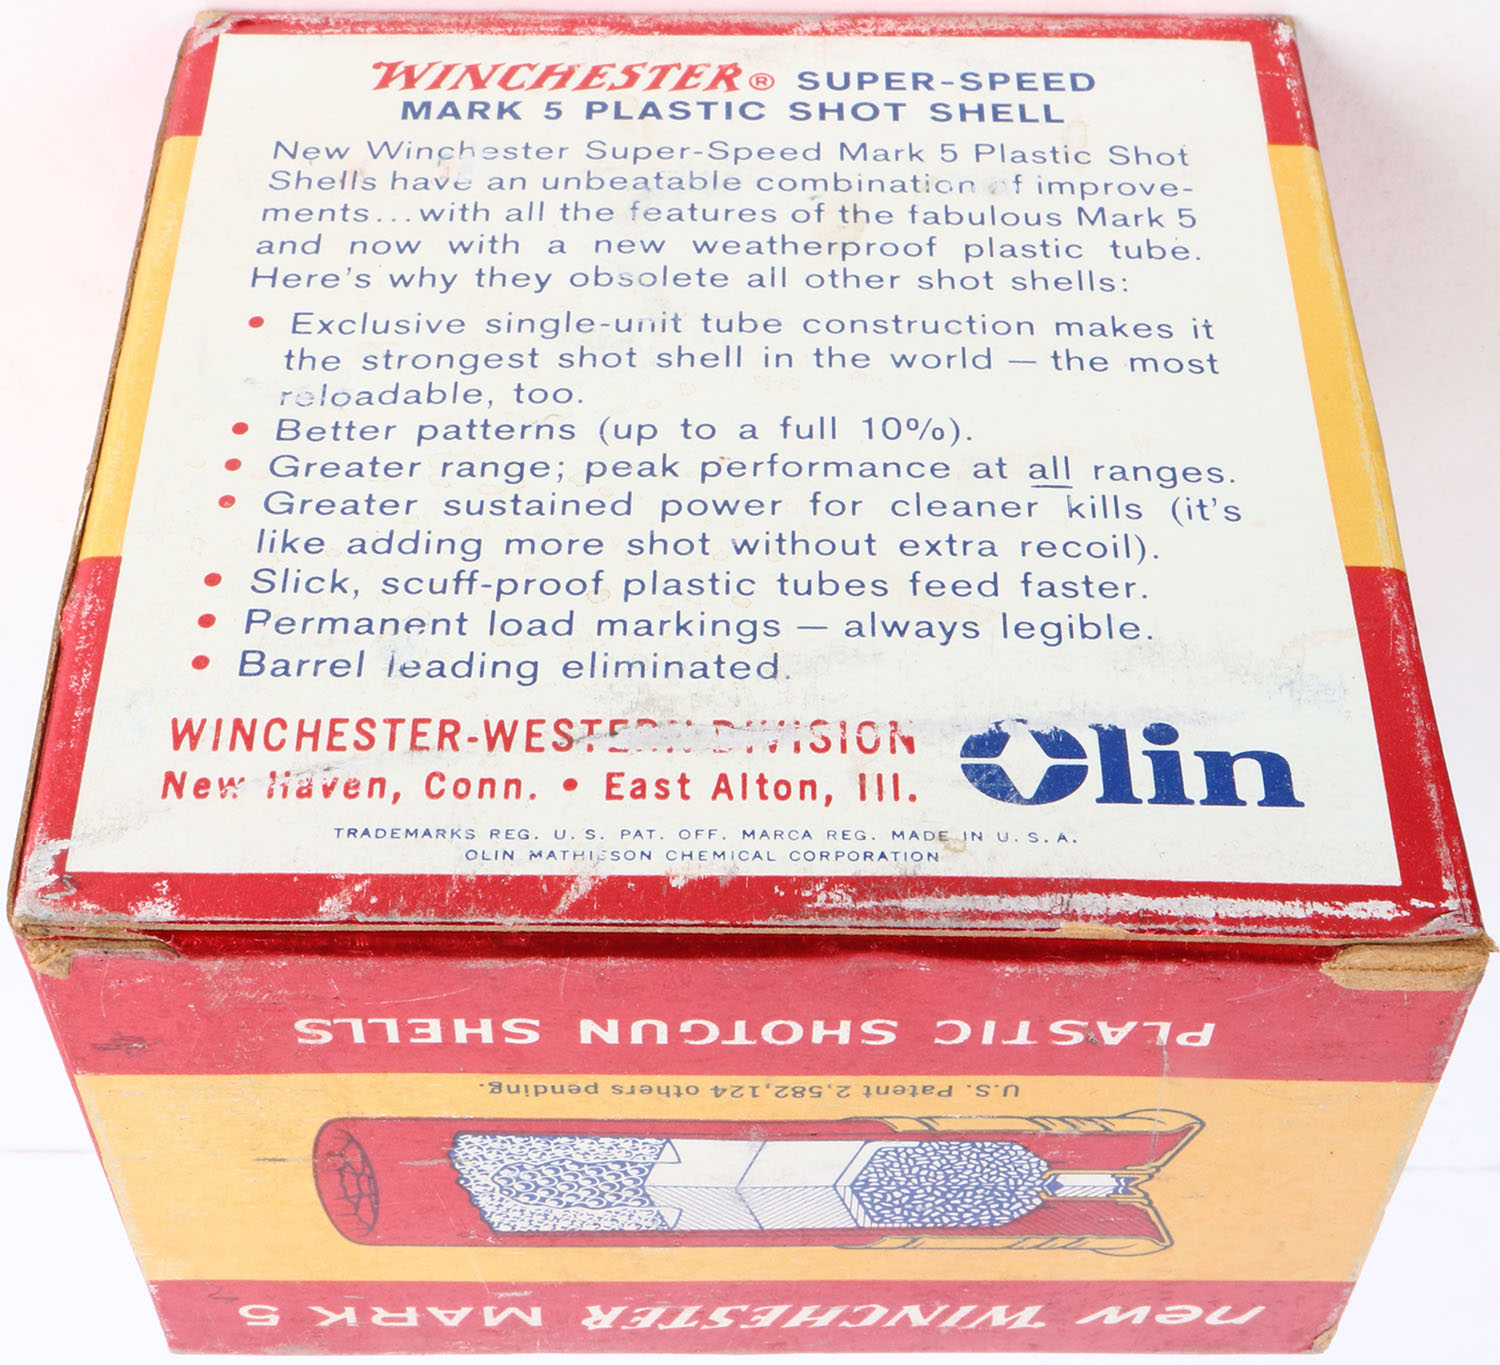 WINCHESTER® SUPER-SPEED
MARK 5 PLASTIC SHOT SHELL
New Winchester Super-Speed Mark 5 Plastic Shot
Shells have an unbeatable combination of improve-
ments...with all the features of the fabulous Mark 5
and now with a new weatherproof plastic tube.
Here's why they obsolete all other shot shells:
• Exclusive single-unit tube construction makes it
the strongest shot shell in the world — the most
reloadable, too.
• Better patterns (up to a full 10%).
• Greater range; peak performance at all ranges.
• Greater sustained power for cleaner kills (it's
like adding more shot without extra recoil).
• Slick, scuff-proof plastic tubes feed faster.
• Permanent load markings — always legible.
• Barrel leading eliminated.
WINCHESTER-WESTERN DIVISION
New Haven, Conn. • East Alton, Ill.
Olin
TRADEMARKS REG. U. S. PAT. OFF. MARCA REG. MADE IN U. S. A.
OLIN MATHIESON CHEMICAL CORPORATION
new WINCHESTER MARK 5
U.S. Patent 2,582,124 others pending.
PLASTIC SHOTGUN SHELLS